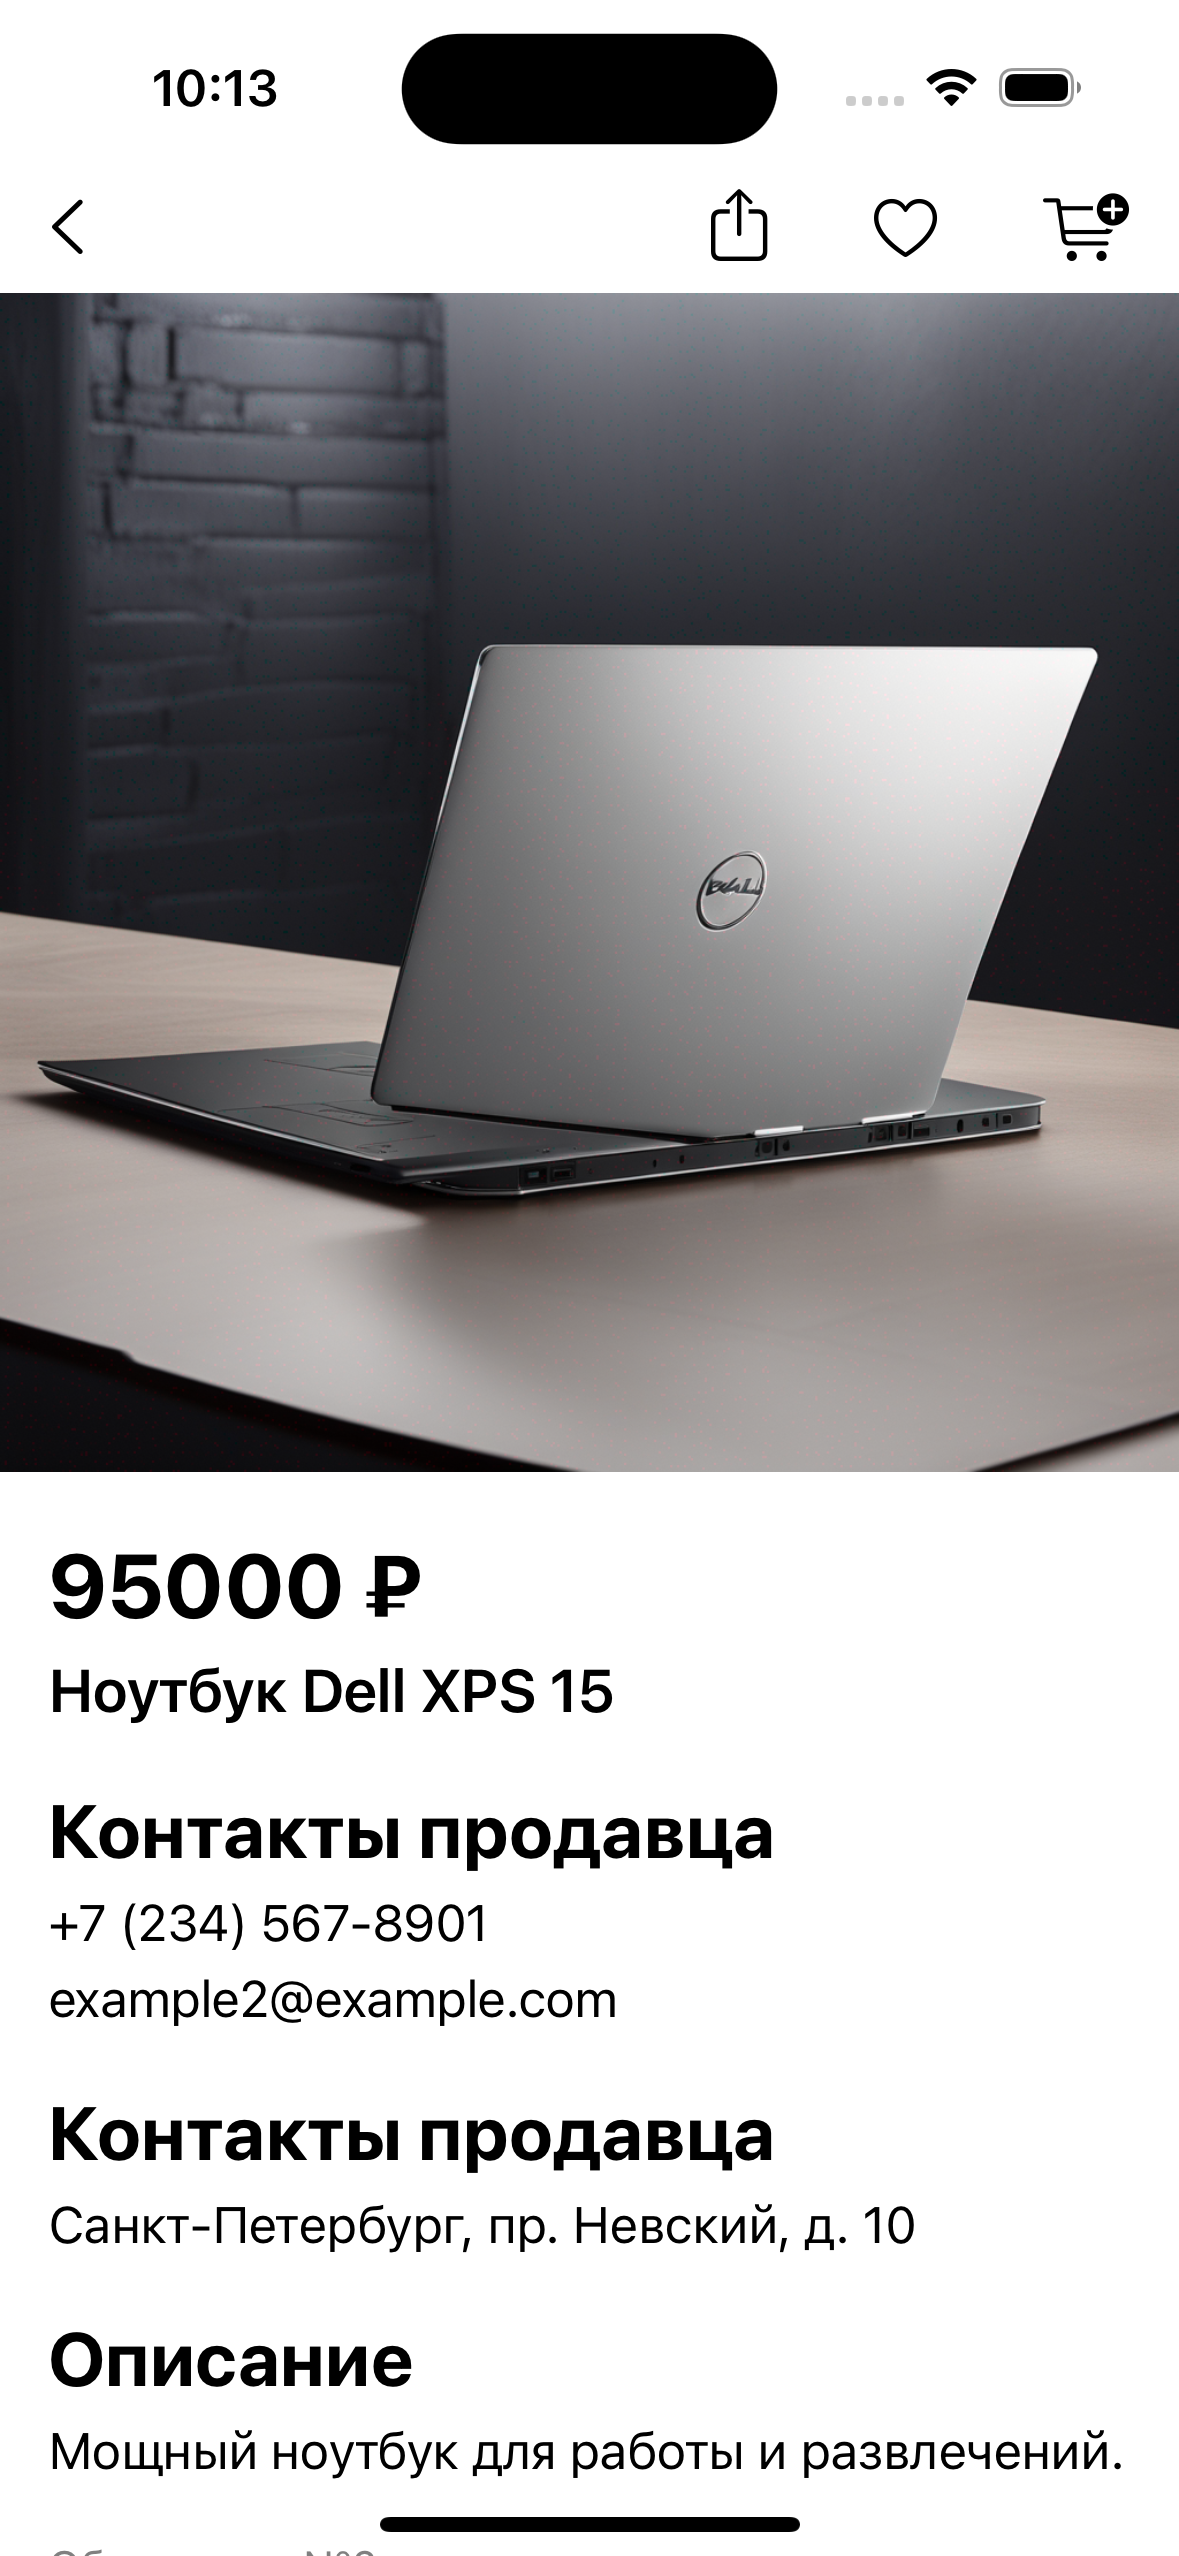 10:13
95000 ₽
Ноутбук Dell XPS 15
Контакты продавца
+7 (234) 567-8901
example2@example.com
Контакты продавца
Санкт-Петербург, пр. Невский, д. 10
Описание
Мощный ноутбук для работы и развлечений.